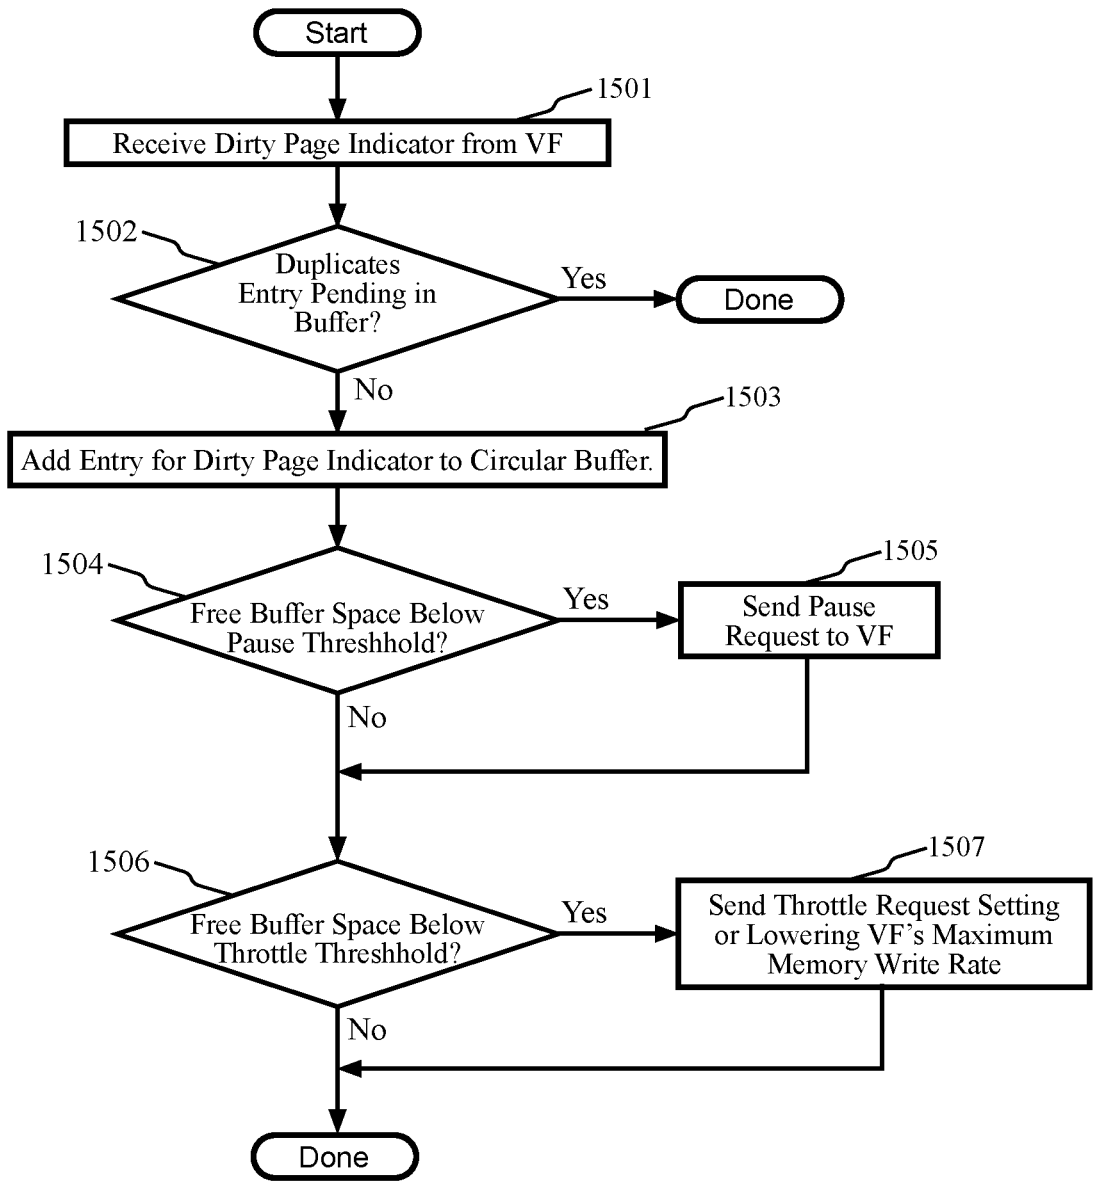 Start
1501
Receive Dirty Page Indicator from VF
1502
Duplicates
Entry Pending in
Buffer?
Yes
Done
No
1503
Add Entry for Dirty Page Indicator to Circular Buffer.
1504
Free Buffer Space Below
Pause Threshhold?
Yes
1505
Send Pause
Request to VF
No
1506
Free Buffer Space Below
Throttle Threshhold?
Yes
1507
Send Throttle Request Setting
or Lowering VF's Maximum
Memory Write Rate
No
Done